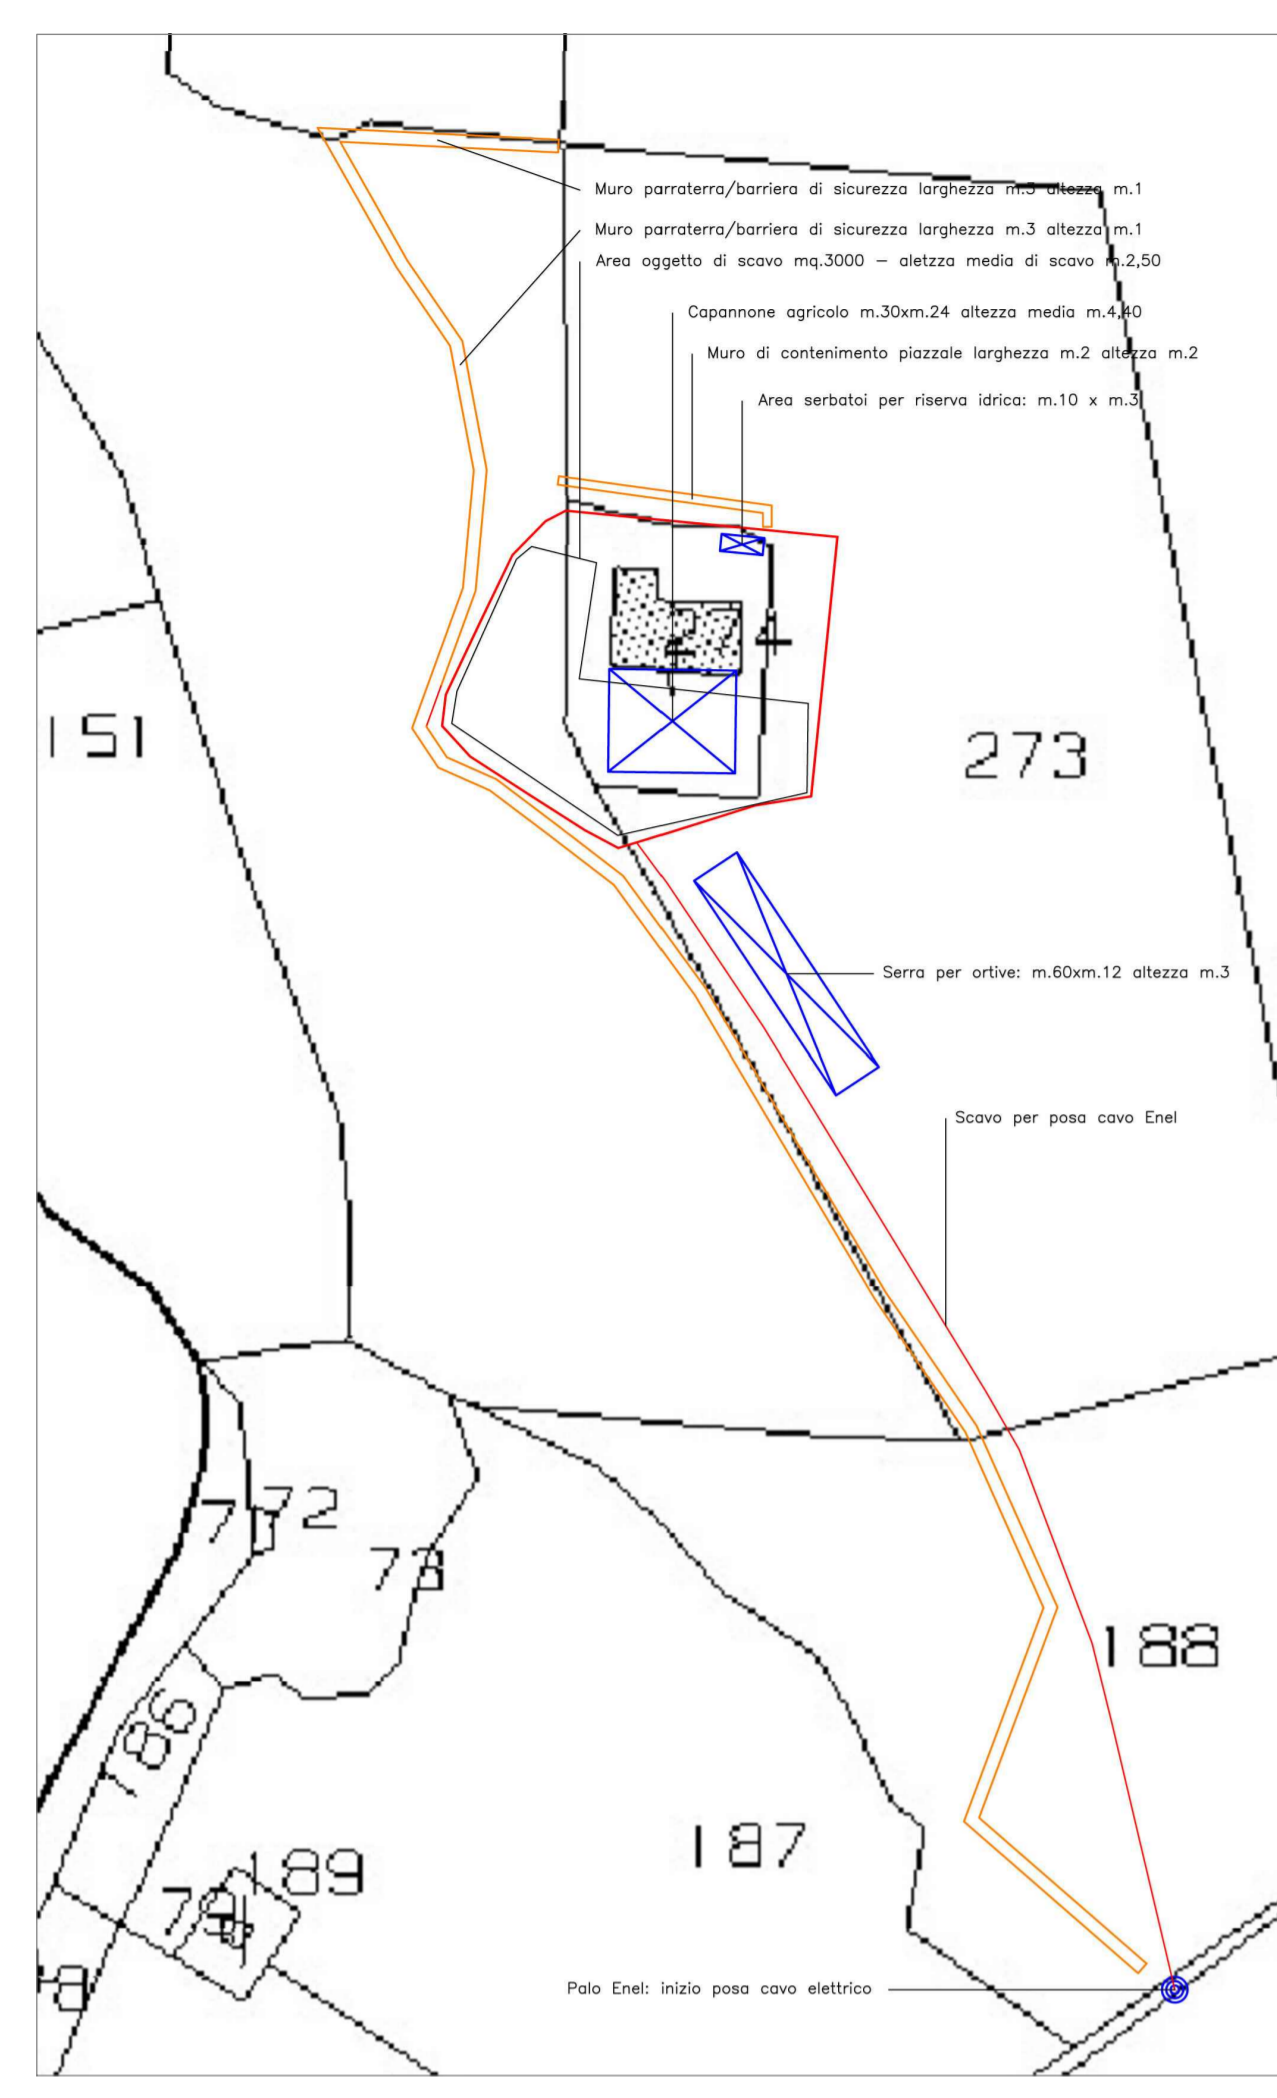 Muro parraterra/barriera di sicurezza larghezza m.3 altezza m.1
Muro parraterra/barriera di sicurezza larghezza m.3 altezza m.1
Area oggetto di scavo mq.3000 – aletzza media di scavo m.2,50
Capannone agricolo m.30xm.24 altezza media m.4,40
Muro di contenimento piazzale larghezza m.2 altezza m.2
Area serbatoi per riserva idrica: m.10 x m.3
274
151
273
Serra per ortive: m.60xm.12 altezza m.3
Scavo per posa cavo Enel
72
73
188
186
187
189
Palo Enel: inizio posa cavo elettrico